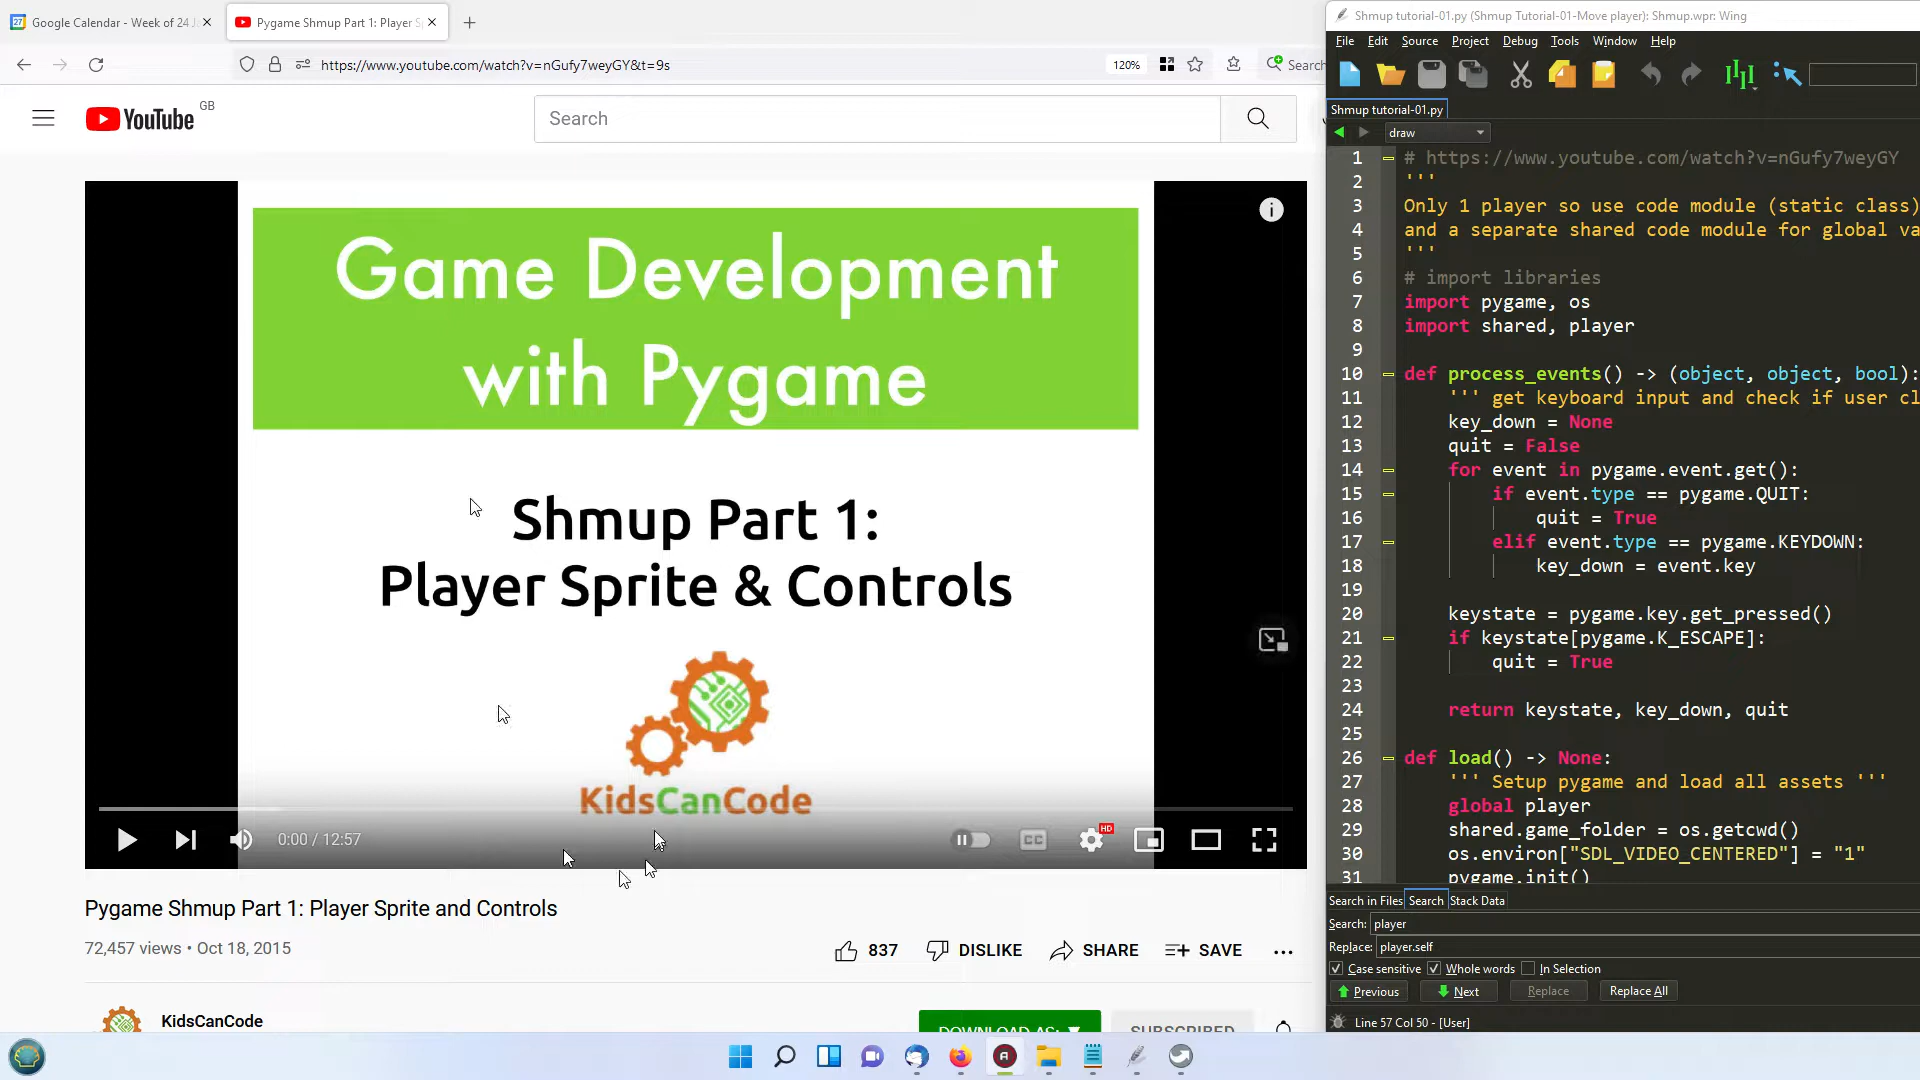 Google Calendar - Week of 24 J
Pygame Shmup Part 1: Player S
https://www.youtube.com/watch?v=nGufy7weyGY&t=9s
120%
Search
YouTube
GB
Search
Game Development
with Pygame
Shmup Part 1:
Player Sprite & Controls
KidsCanCode
0:00 / 12:57
CC
HD
Pygame Shmup Part 1: Player Sprite and Controls
72,457 views • Oct 18, 2015
837
DISLIKE
SHARE
SAVE
KidsCanCode
DOWNLOAD AS: ▼
SUBSCRIBED
Shmup tutorial-01.py (Shmup Tutorial-01-Move player): Shmup.wpr: Wing
File Edit Source Project Debug Tools Window Help
Shmup tutorial-01.py
draw
1 # https://www.youtube.com/watch?v=nGufy7weyGY
2 '''
3 Only 1 player so use code module (static class)
4 and a separate shared code module for global va
5 '''
6 # import libraries
7 import pygame, os
8 import shared, player
9
10 def process_events() -> (object, object, bool):
11 ''' get keyboard input and check if user cl
12 key_down = None
13 quit = False
14 for event in pygame.event.get():
15 if event.type == pygame.QUIT:
16 quit = True
17 elif event.type == pygame.KEYDOWN:
18 key_down = event.key
19
20 keystate = pygame.key.get_pressed()
21 if keystate[pygame.K_ESCAPE]:
22 quit = True
23
24 return keystate, key_down, quit
25
26 def load() -> None:
27 ''' Setup pygame and load all assets '''
28 global player
29 shared.game_folder = os.getcwd()
30 os.environ["SDL_VIDEO_CENTERED"] = "1"
31 pygame.init()
Search in Files Search Stack Data
Search: player
Replace: player.self
Case sensitive Whole words In Selection
Previous Next Replace Replace All
Line 57 Col 50 - [User]